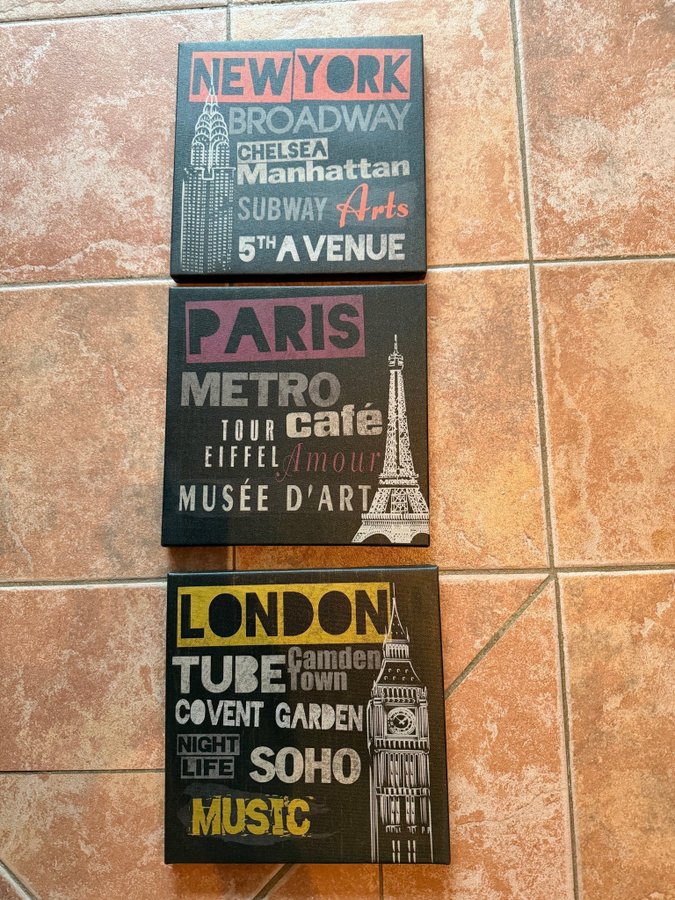 NEW YORK
BROADWAY
CHELSEA
Manhattan
SUBWAY Arts
5TH AVENUE
PARIS
METRO
TOUR café
EIFFEL Amour
MUSÉE D'ART
LONDON
TUBE Camden Town
COVENT GARDEN
NIGHT LIFE SOHO
MUSIC